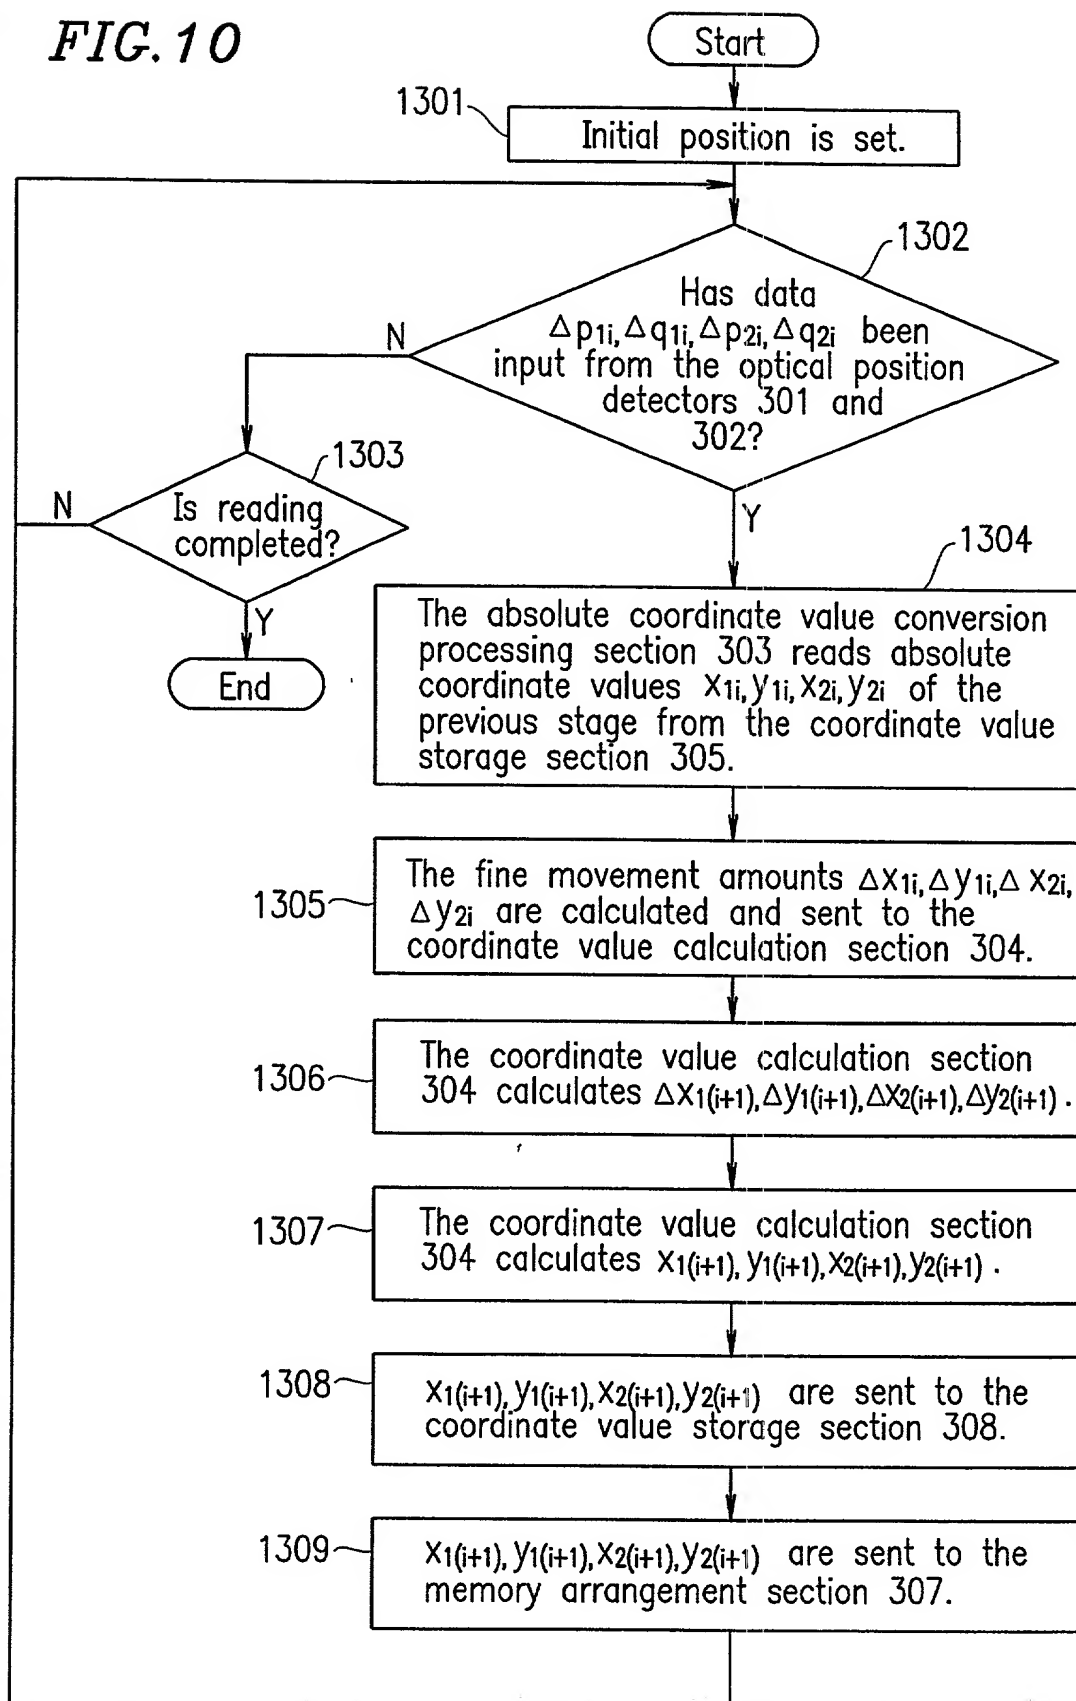 FIG. 10
Start
1301
Initial position is set.
1302
Has data
Δp1i, Δq1i, Δp2i, Δq2i been
input from the optical position
detectors 301 and
302?
N
Y
1303
Is reading
completed?
N
Y
End
1304
The absolute coordinate value conversion
processing section 303 reads absolute
coordinate values x1i, y1i, x2i, y2i of the
previous stage from the coordinate value
storage section 305.
1305
The fine movement amounts Δx1i, Δy1i, Δx2i,
Δy2i are calculated and sent to the
coordinate value calculation section 304.
1306
The coordinate value calculation section
304 calculates Δx1(i+1), Δy1(i+1), Δx2(i+1), Δy2(i+1) .
1307
The coordinate value calculation section
304 calculates x1(i+1), y1(i+1), x2(i+1), y2(i+1) .
1308
x1(i+1), y1(i+1), x2(i+1), y2(i+1) are sent to the
coordinate value storage section 308.
1309
x1(i+1), y1(i+1), x2(i+1), y2(i+1) are sent to the
memory arrangement section 307.